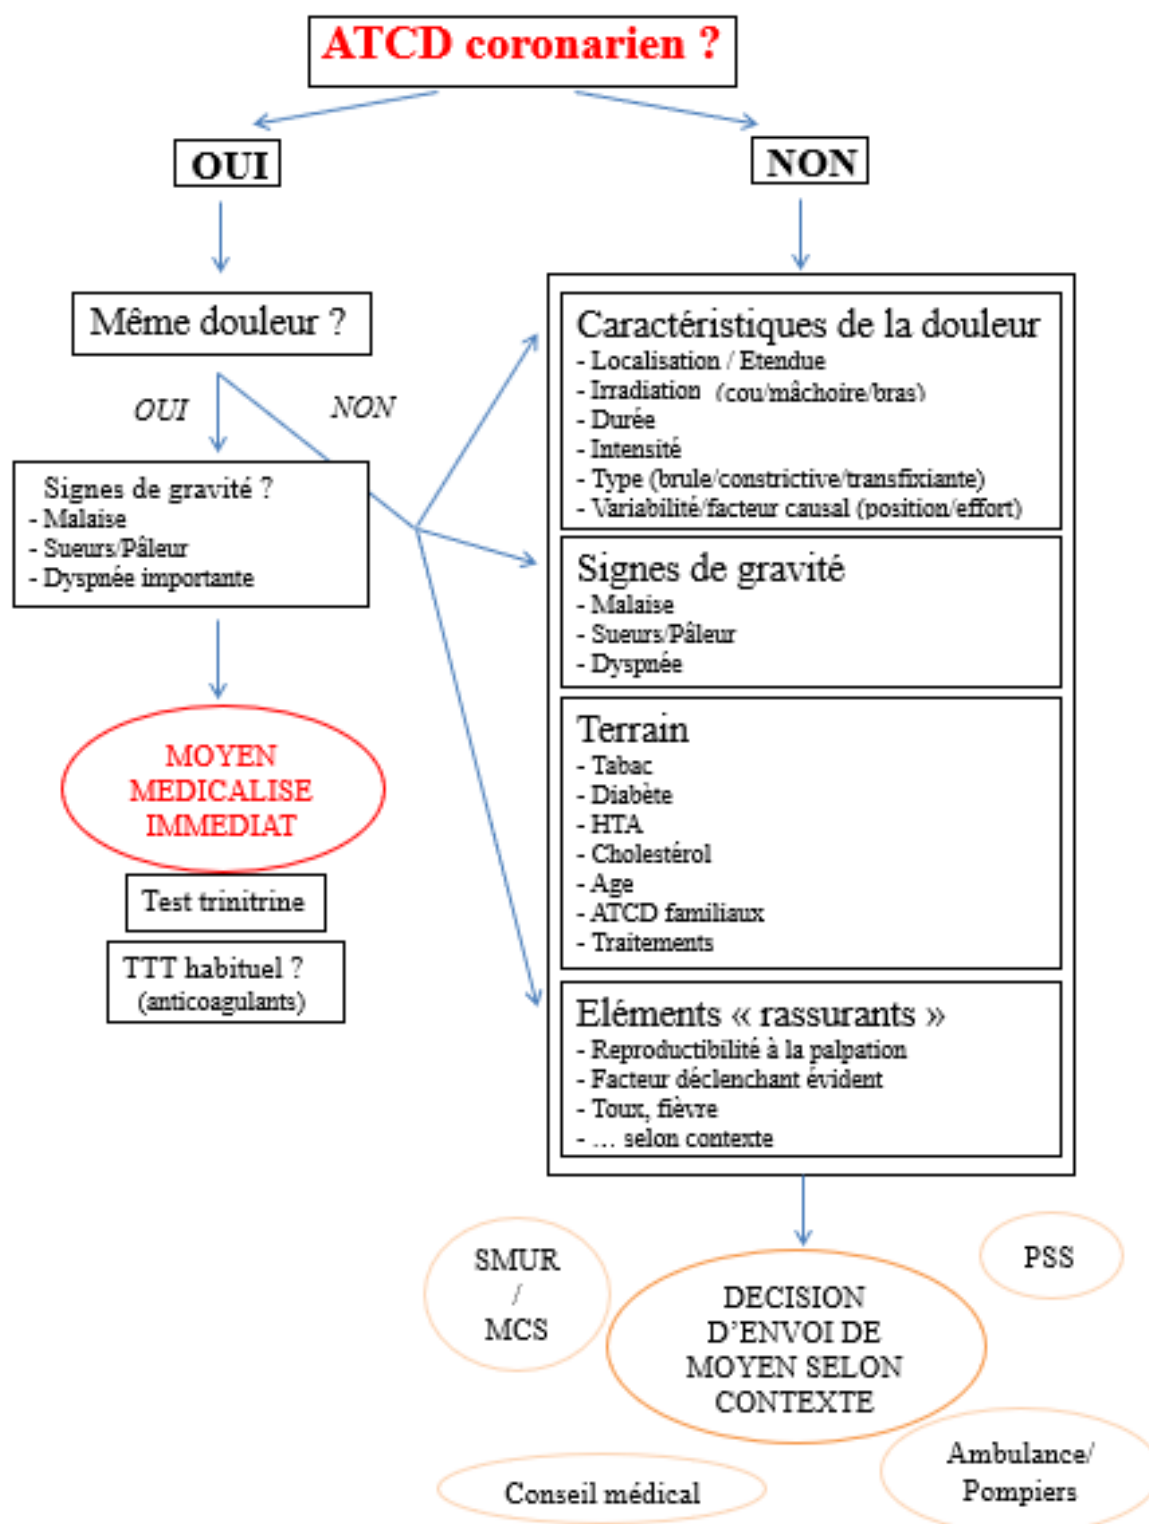 ATCD coronarien ?
OUI
NON
Même douleur ?
OUI
NON
Signes de gravité ?
- Malaise
- Sueurs/Pâleur
- Dyspnée importante
MOYEN
MEDICALISE
IMMEDIAT
Test trinitrine
TTT habituel ?
(anticoagulants)
Caractéristiques de la douleur
- Localisation / Etendue
- Irradiation (cou/mâchoire/bras)
- Durée
- Intensité
- Type (brule/constrictive/transfixiante)
- Variabilité/facteur causal (position/effort)
Signes de gravité
- Malaise
- Sueurs/Pâleur
- Dyspnée
Terrain
- Tabac
- Diabète
- HTA
- Cholestérol
- Age
- ATCD familiaux
- Traitements
Eléments « rassurants »
- Reproductibilité à la palpation
- Facteur déclenchant évident
- Toux, fièvre
- … selon contexte
SMUR
/
MCS
PSS
DECISION
D'ENVOI DE
MOYEN SELON
CONTEXTE
Ambulance/
Pompiers
Conseil médical